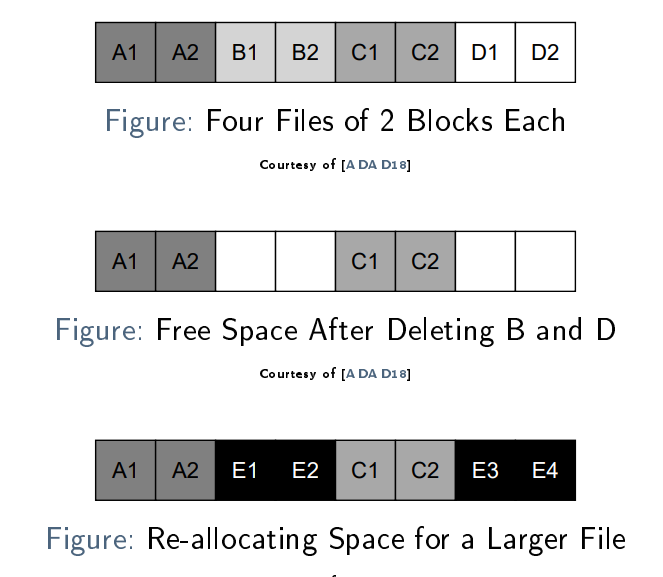 A1 A2 B1 B2 C1 C2 D1 D2
Figure: Four Files of 2 Blocks Each
Courtesy of [ADAD18]
A1 A2 C1 C2
Figure: Free Space After Deleting B and D
Courtesy of [ADAD18]
A1 A2 E1 E2 C1 C2 E3 E4
Figure: Re-allocating Space for a Larger File